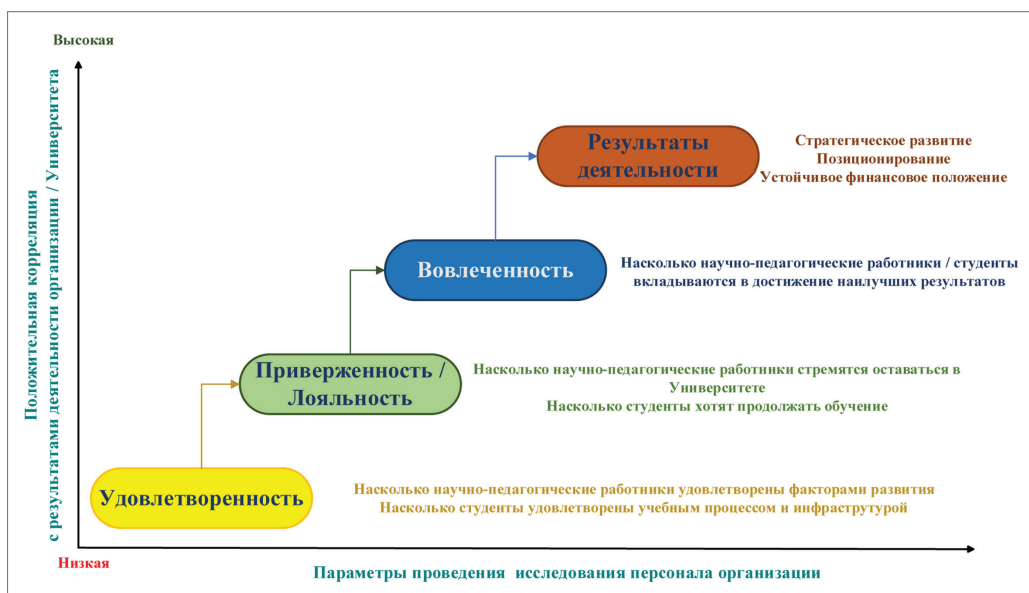 Высокая
Положительная корреляция
с результатами деятельности организации / Университета
Результаты
деятельности
Стратегическое развитие
Позиционирование
Устойчивое финансовое положение
Вовлеченность
Насколько научно-педагогические работники / студенты
вкладываются в достижение наилучших результатов
Приверженность /
Лояльность
Насколько научно-педагогические работники стремятся оставаться в
Университете
Насколько студенты хотят продолжать обучение
Удовлетворенность
Насколько научно-педагогические работники удовлетворены факторами развития
Насколько студенты удовлетворены учебным процессом и инфраструтурой
Низкая
Параметры проведения исследования персонала организации